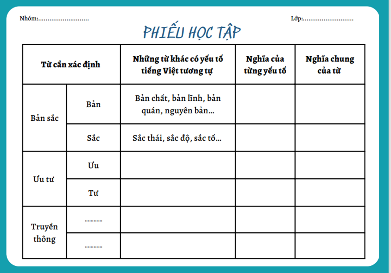 Nhóm:............................ Lớp:............................
PHIẾU HỌC TẬP
Từ cần xác định
Những từ khác có yếu tố
tiếng Việt tương tự
Nghĩa của
từng yếu tố
Nghĩa chung
của từ
Bản sắc
Bản
Bản chất, bản lĩnh, bản
quán, nguyên bản...
Sắc
Sắc thái, sắc độ, sắc tố...
Ưu tư
Ưu
Tư
Truyền
thông
.........
.........